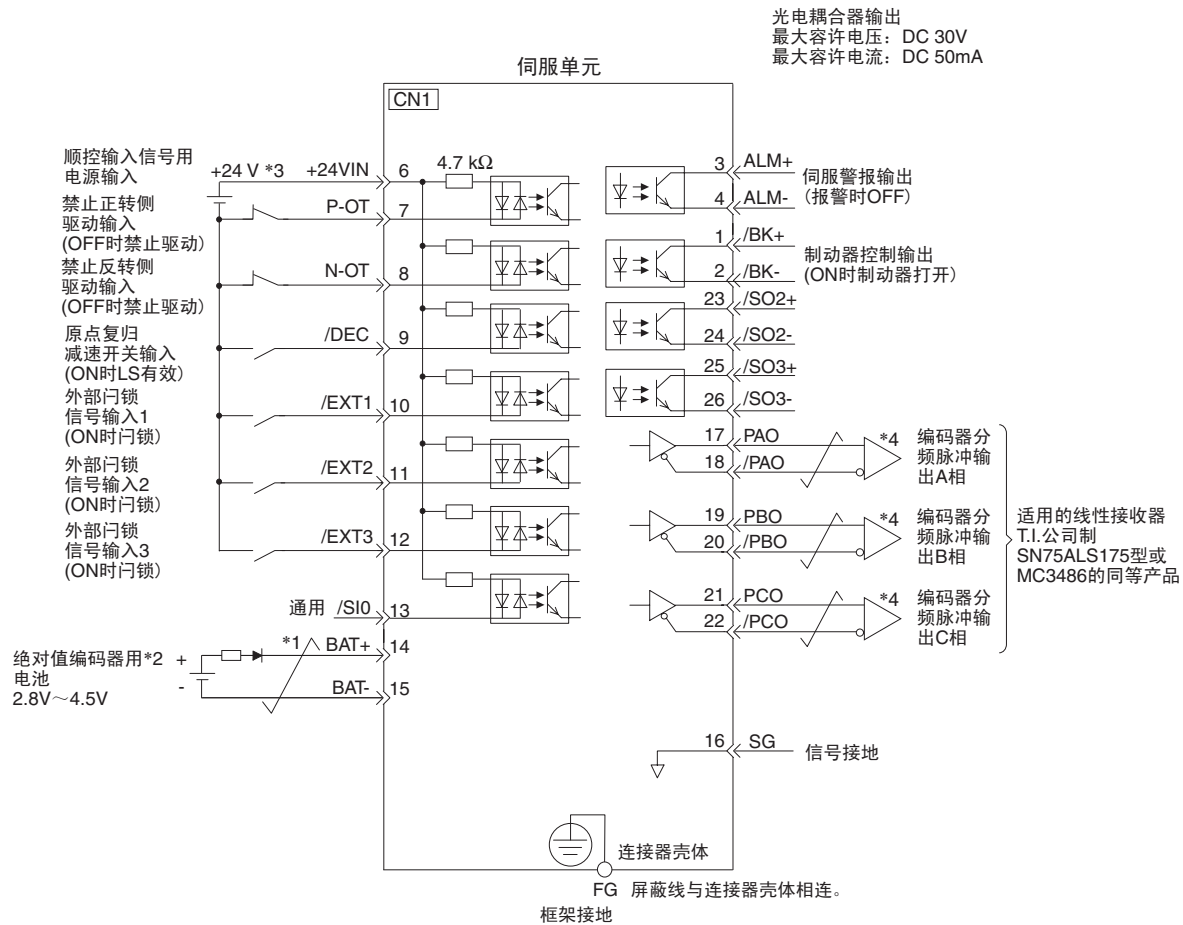 光电耦合器输出
最大容许电压：DC 30V
最大容许电流：DC 50mA
伺服单元
CN1
顺控输入信号用
电源输入
+24 V *3
+24VIN
6
4.7 kΩ
禁止正转侧
驱动输入
(OFF时禁止驱动)
P-OT
7
禁止反转侧
驱动输入
(OFF时禁止驱动)
N-OT
8
原点复归
减速开关输入
(ON时LS有效)
/DEC
9
外部闩锁
信号输入1
(ON时闩锁)
/EXT1
10
外部闩锁
信号输入2
(ON时闩锁)
/EXT2
11
外部闩锁
信号输入3
(ON时闩锁)
/EXT3
12
通用
/SI0
13
绝对值编码器用*2
电池
2.8V～4.5V
+
-
*1
BAT+
14
BAT-
15
3
ALM+
4
ALM-
伺服警报输出
(报警时OFF)
1
/BK+
2
/BK-
制动器控制输出
(ON时制动器打开)
23
/SO2+
24
/SO2-
25
/SO3+
26
/SO3-
17
PAO
18
/PAO
*4
编码器分
频脉冲输
出A相
19
PBO
20
/PBO
*4
编码器分
频脉冲输
出B相
21
PCO
22
/PCO
*4
编码器分
频脉冲输
出C相
适用的线性接收器
T.I.公司制
SN75ALS175型或
MC3486的同等产品
16
SG
信号接地
连接器壳体
FG
屏蔽线与连接器壳体相连。
框架接地